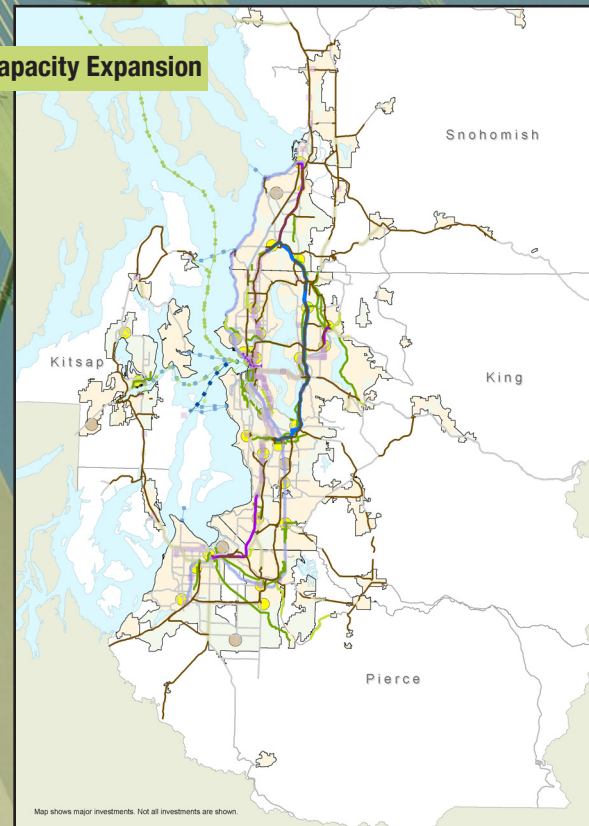 apacity Expansion
Snohomish
Kitsap
King
Pierce
Map shows major investments. Not all investments are shown.